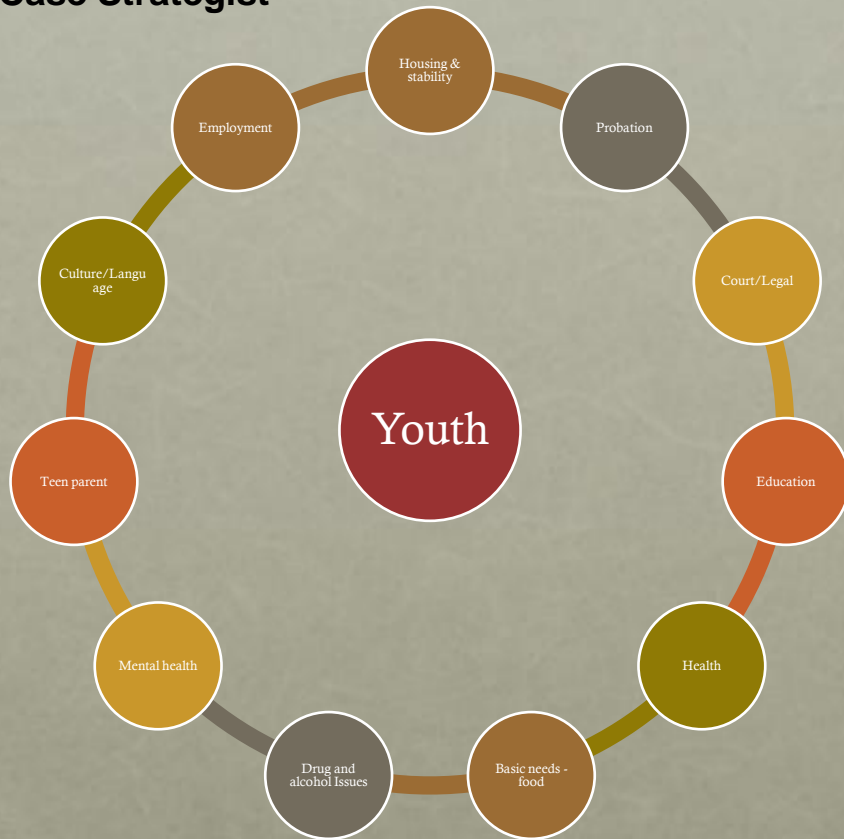 Case Strategist
Housing &
stability
Probation
Court/Legal
Education
Health
Basic needs -
food
Drug and
alcohol Issues
Mental health
Teen parent
Culture/Langu
age
Employment
Youth